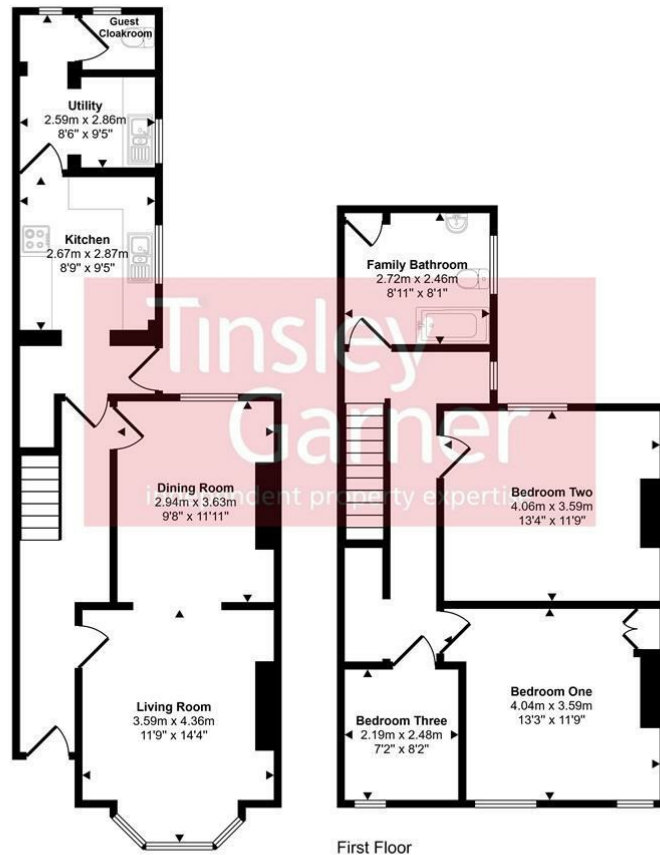 Guest
Cloakroom
Utility
2.59m x 2.86m
8'6" x 9'5"
Kitchen
2.67m x 2.87m
8'9" x 9'5"
Dining Room
2.94m x 3.63m
9'8" x 11'11"
Living Room
3.59m x 4.36m
11'9" x 14'4"
Family Bathroom
2.72m x 2.46m
8'11" x 8'1"
Bedroom Two
4.06m x 3.59m
13'4" x 11'9"
Bedroom One
4.04m x 3.59m
13'3" x 11'9"
Bedroom Three
2.19m x 2.48m
7'2" x 8'2"
First Floor
Tinsley
Garner
independent property expertise